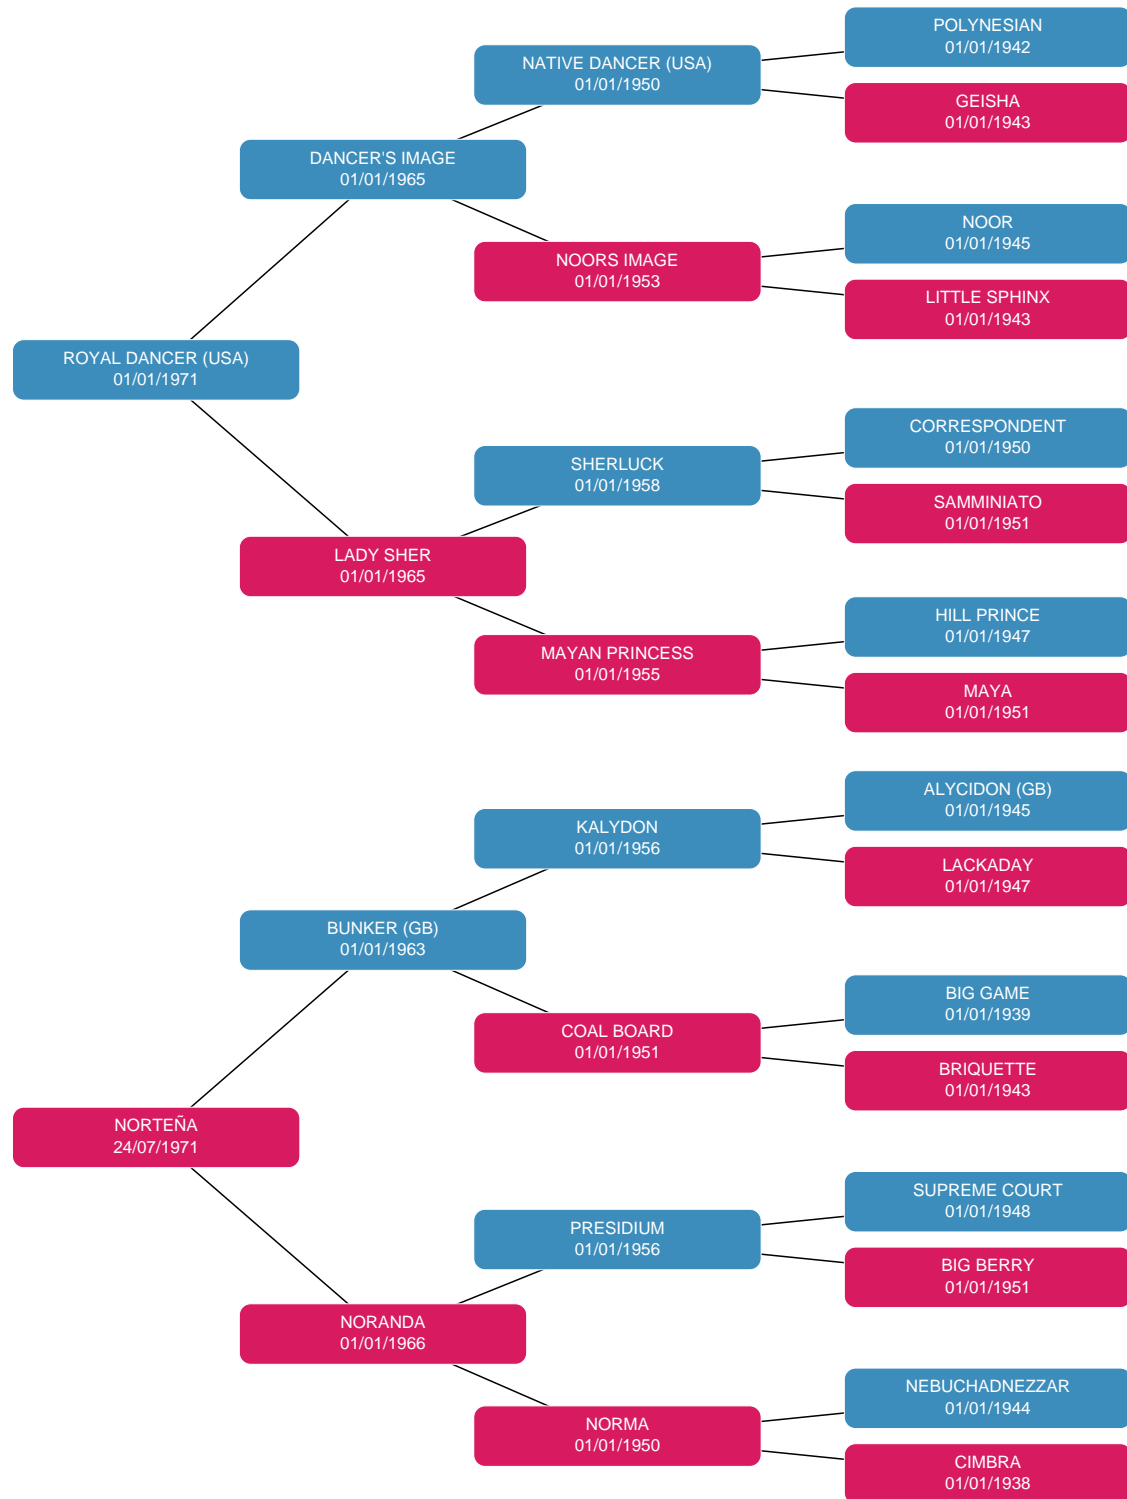 POLYNESIAN
01/01/1942
NATIVE DANCER (USA)
01/01/1950
GEISHA
01/01/1943
DANCER'S IMAGE
01/01/1965
NOOR
01/01/1945
NOORS IMAGE
01/01/1953
LITTLE SPHINX
01/01/1943
ROYAL DANCER (USA)
01/01/1971
CORRESPONDENT
01/01/1950
SHERLUCK
01/01/1958
SAMMINIATO
01/01/1951
LADY SHER
01/01/1965
HILL PRINCE
01/01/1947
MAYAN PRINCESS
01/01/1955
MAYA
01/01/1951
ALYCIDON (GB)
01/01/1945
KALYDON
01/01/1956
LACKADAY
01/01/1947
BUNKER (GB)
01/01/1963
BIG GAME
01/01/1939
COAL BOARD
01/01/1951
BRIQUETTE
01/01/1943
NORTEÑA
24/07/1971
SUPREME COURT
01/01/1948
PRESIDIUM
01/01/1956
BIG BERRY
01/01/1951
NORANDA
01/01/1966
NEBUCHADNEZZAR
01/01/1944
NORMA
01/01/1950
CIMBRA
01/01/1938